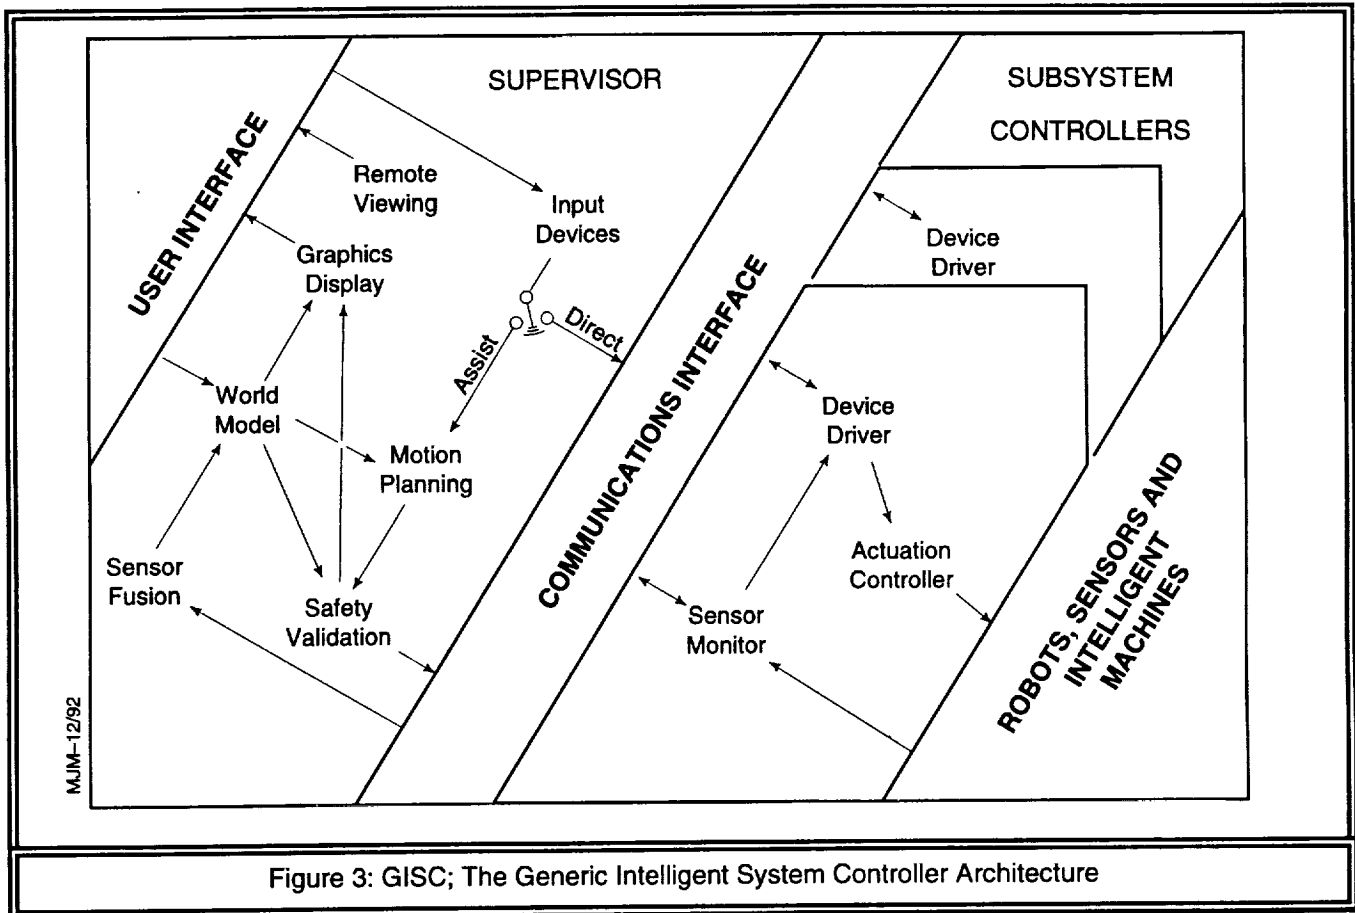 SUPERVISOR
SUBSYSTEM
CONTROLLERS
USER INTERFACE
Remote
Viewing
Input
Devices
Graphics
Display
Device
Driver
Direct
Assist
COMMUNICATIONS INTERFACE
World
Model
Device
Driver
Motion
Planning
Sensor
Fusion
Safety
Validation
Sensor
Monitor
Actuation
Controller
ROBOTS, SENSORS AND
INTELLIGENT
MACHINES
MJM–12/92
Figure 3: GISC; The Generic Intelligent System Controller Architecture